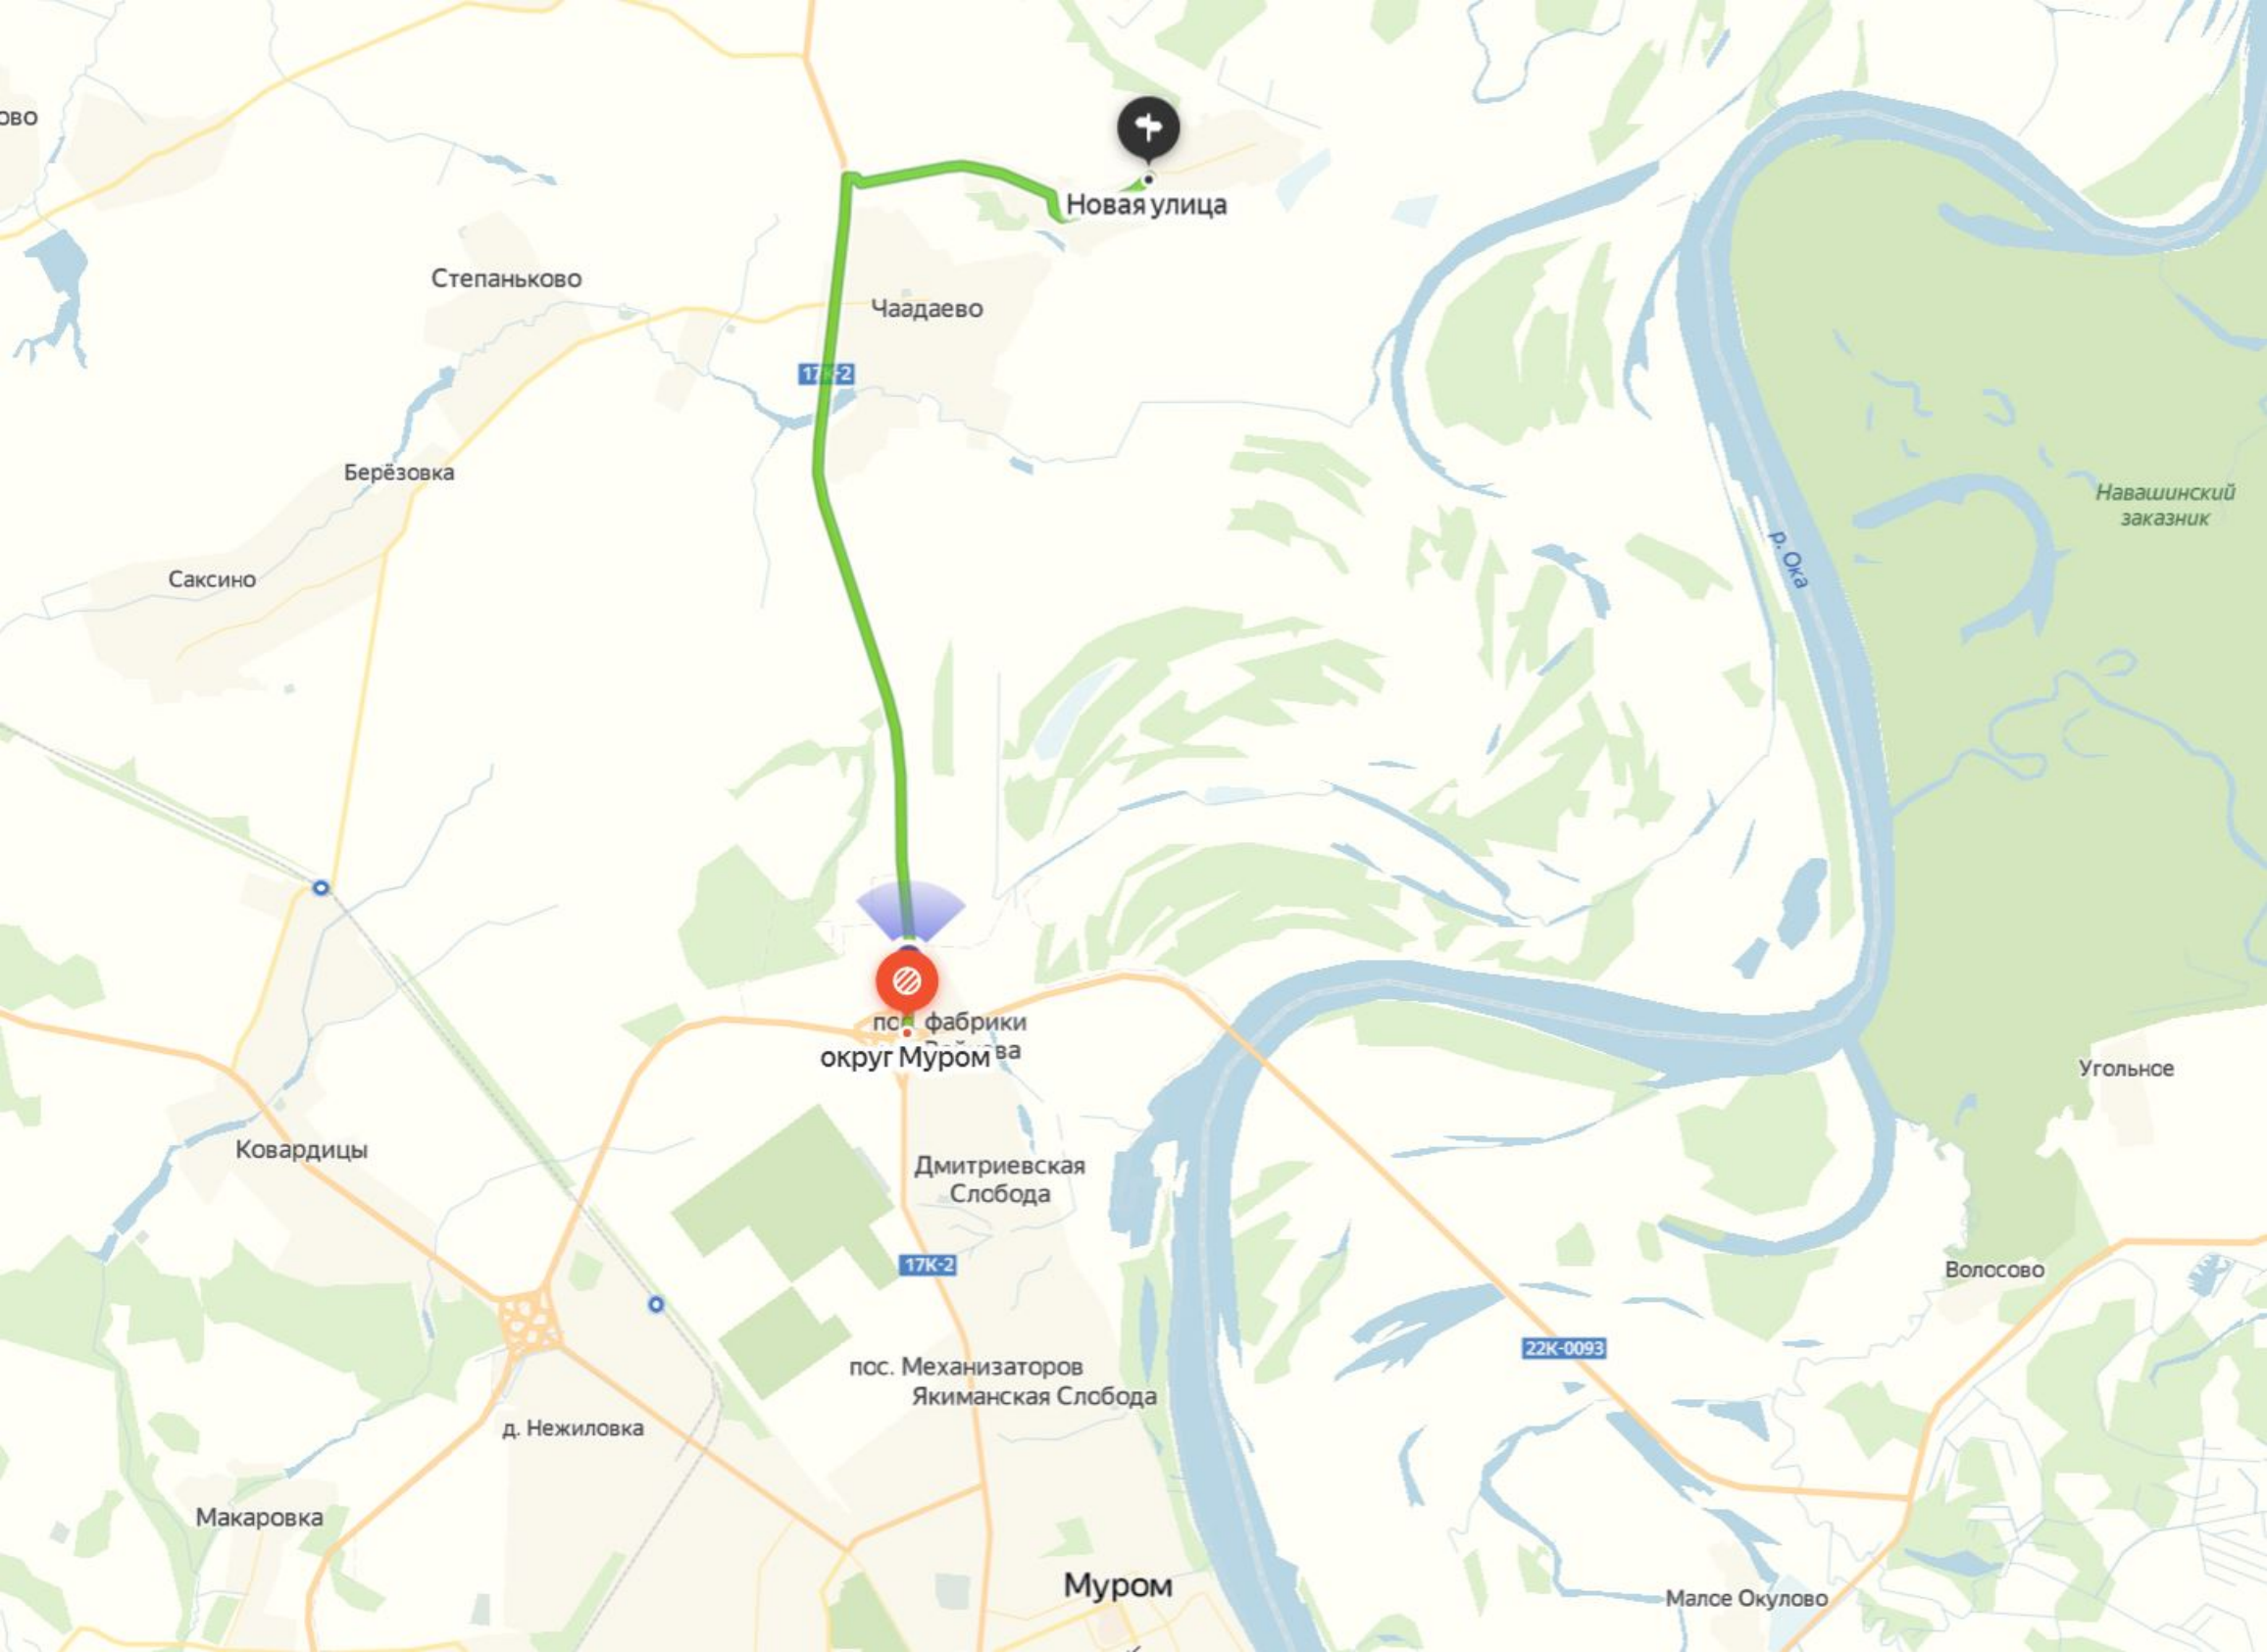 ово
Новая улица
Степаньково
Чаадаево
17К-2
Берёзовка
Навашинский
заказник
р. Ока
Саксино
фабрики
округ Муром
Угольное
Ковардицы
Дмитриевская
Слобода
17К-2
Волосово
22К-0093
пос. Механизаторов
Якиманская Слобода
д. Нежиловка
Макаровка
Муром
Малое Окулово